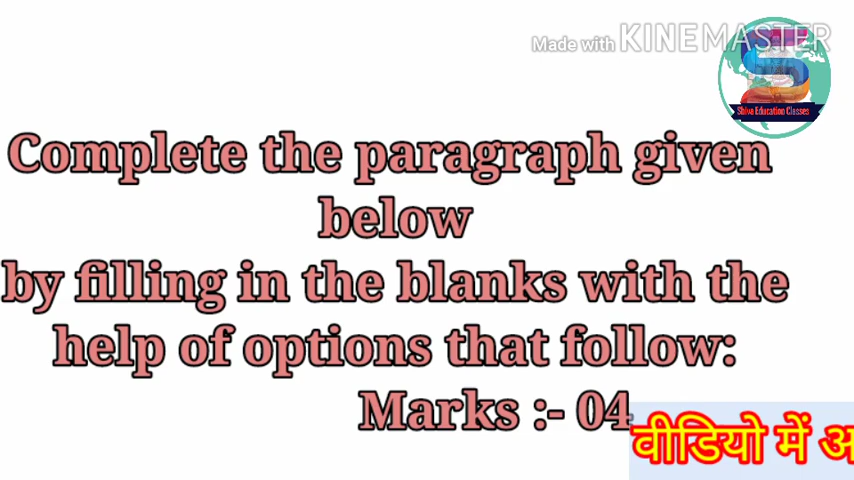 Made with KINEMASTER
Shiva Education Classes
Complete the paragraph given
below
by filling in the blanks with the
help of options that follow:
Marks :- 04
वीडियो में